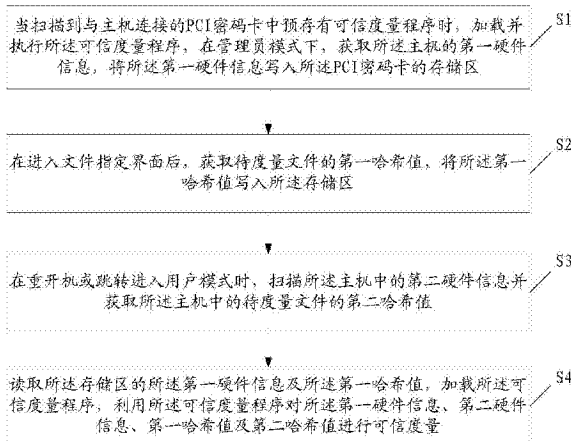 当扫描到与主机连接的PCI密码卡中预存有可信度量程序时，加载并
执行所述可信度量程序，在管理员模式下，获取所述主机的第一硬件
信息，将所述第一硬件信息写入所述PCI密码卡的存储区
S1
在进入文件指定界面后，获取待度量文件的第一哈希值，将所述第一
哈希值写入所述存储区
S2
在重开机或跳转进入用户模式时，扫描所述主机中的第二硬件信息并
获取所述主机中的待度量文件的第二哈希值
S3
读取所述存储区的所述第一硬件信息及所述第一哈希值，加载所述可
信度量程序，利用所述可信度量程序对所述第一硬件信息、第二硬件
信息、第一哈希值及第二哈希值进行可信度量
S4